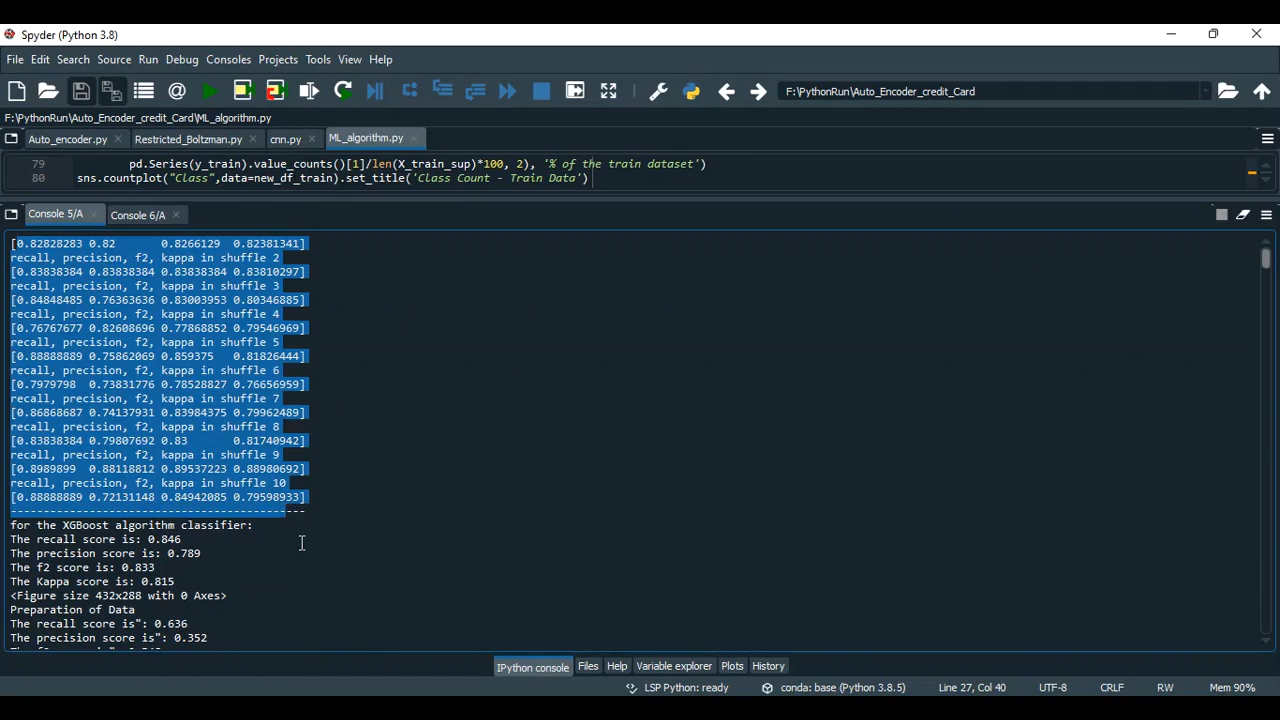 Spyder (Python 3.8)
File Edit Search Source Run Debug Consoles Projects Tools View Help
F:\PythonRun\Auto_Encoder_credit_Card
F:\PythonRun\Auto_Encoder_credit_Card\ML_algorithm.py
Auto_encoder.py Restricted_Boltzman.py cnn.py ML_algorithm.py
79 pd.Series(y_train).value_counts()[1]/len(X_train_sup)*100, 2), '% of the train dataset')
80 sns.countplot("Class",data=new_df_train).set_title('Class Count - Train Data')
Console 5/A Console 6/A
[0.82828283 0.82 0.8266129 0.82381341]
recall, precision, f2, kappa in shuffle 2
[0.83838384 0.83838384 0.83838384 0.83810297]
recall, precision, f2, kappa in shuffle 3
[0.84848485 0.76363636 0.83003953 0.80346885]
recall, precision, f2, kappa in shuffle 4
[0.76767677 0.82608696 0.77868852 0.79546969]
recall, precision, f2, kappa in shuffle 5
[0.88888889 0.75862069 0.859375 0.81826444]
recall, precision, f2, kappa in shuffle 6
[0.7979798 0.73831776 0.78528827 0.76656959]
recall, precision, f2, kappa in shuffle 7
[0.86868687 0.74137931 0.83984375 0.79962489]
recall, precision, f2, kappa in shuffle 8
[0.83838384 0.79807692 0.83 0.81740942]
recall, precision, f2, kappa in shuffle 9
[0.8989899 0.88118812 0.89537223 0.88980692]
recall, precision, f2, kappa in shuffle 10
[0.88888889 0.72131148 0.84942085 0.79598933]
---------------------------------------------
for the XGBoost algorithm classifier:
The recall score is: 0.846
The precision score is: 0.789
The f2 score is: 0.833
The Kappa score is: 0.815
<Figure size 432x288 with 0 Axes>
Preparation of Data
The recall score is": 0.636
The precision score is": 0.352
IPython console Files Help Variable explorer Plots History
LSP Python: ready conda: base (Python 3.8.5) Line 27, Col 40 UTF-8 CRLF RW Mem 90%